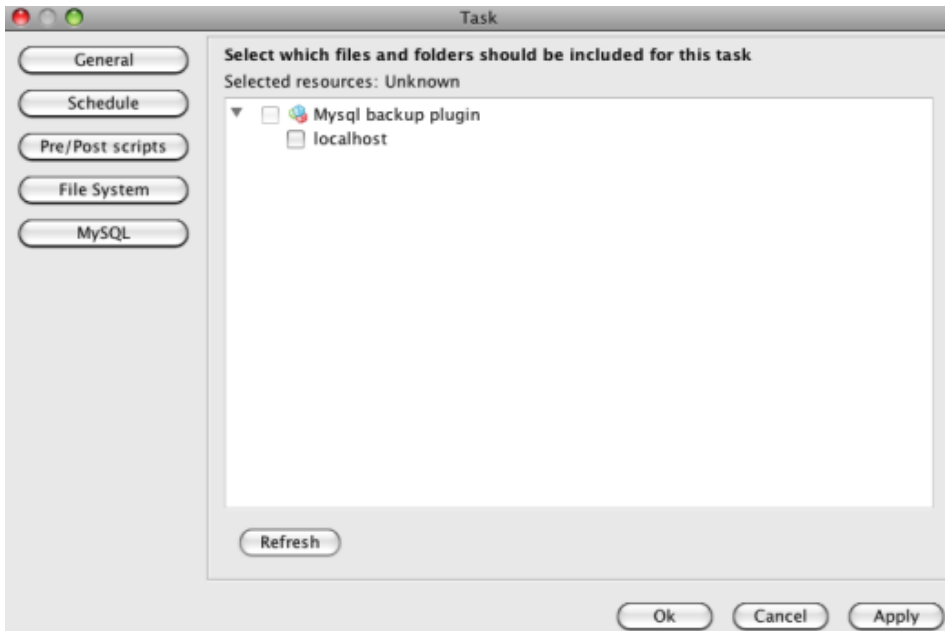 Task
General
Schedule
Pre/Post scripts
File System
MySQL
Select which files and folders should be included for this task
Selected resources: Unknown
Mysql backup plugin
localhost
Refresh
Ok
Cancel
Apply